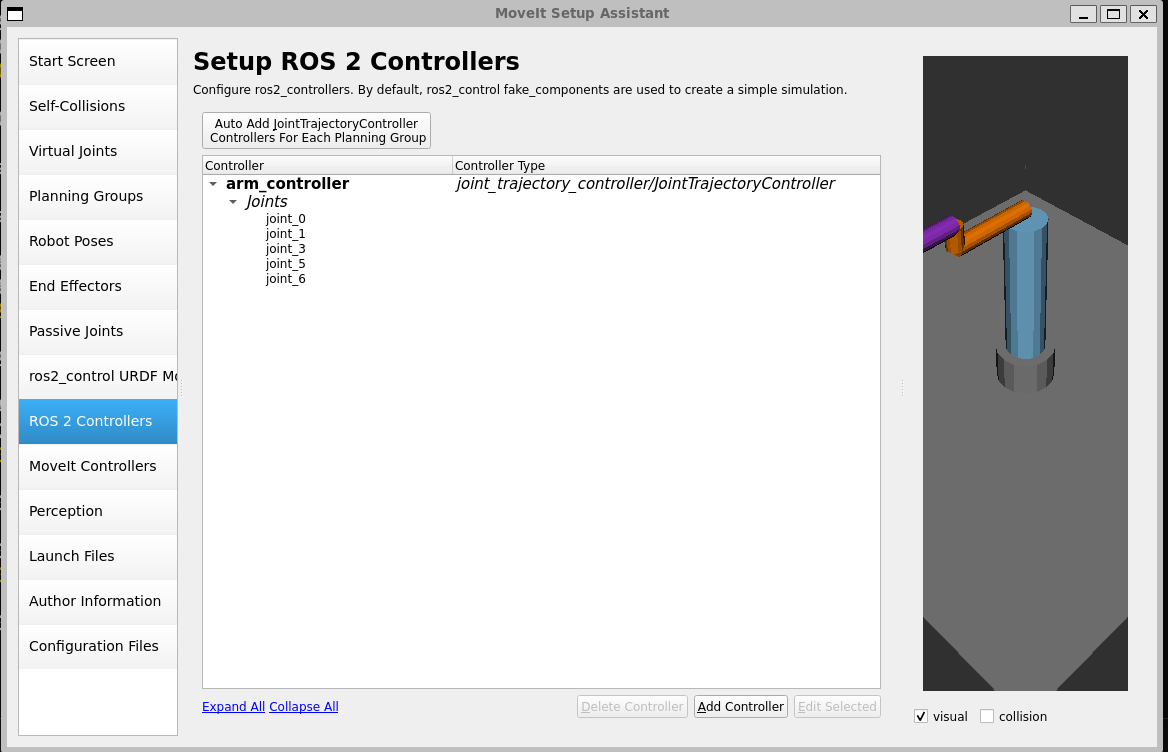 MoveIt Setup Assistant
Start Screen
Self-Collisions
Virtual Joints
Planning Groups
Robot Poses
End Effectors
Passive Joints
ros2_control URDF Mo
ROS 2 Controllers
MoveIt Controllers
Perception
Launch Files
Author Information
Configuration Files
Setup ROS 2 Controllers
Configure ros2_controllers. By default, ros2_control fake_components are used to create a simple simulation.
Auto Add JointTrajectoryController
Controllers For Each Planning Group
Controller Controller Type
arm_controller joint_trajectory_controller/JointTrajectoryController
Joints
joint_0
joint_1
joint_3
joint_5
joint_6
Expand All Collapse All Delete Controller Add Controller Edit Selected
visual collision